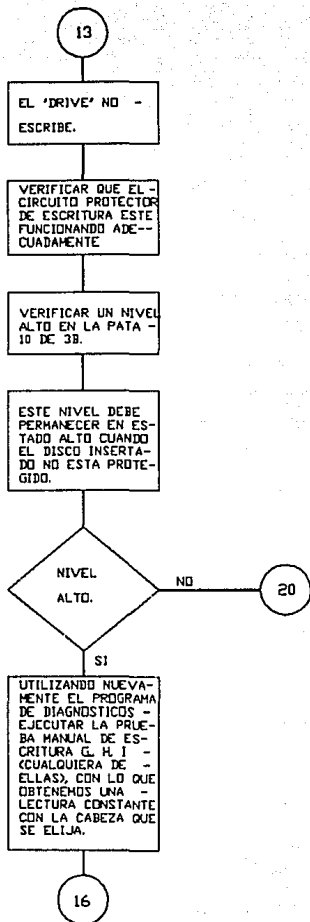 13
EL 'DRIVE' NO -
ESCRIBE.
VERIFICAR QUE EL -
CIRCUITO PROTECTOR
DE ESCRITURA ESTE
FUNCIONANDO ADE--
CUADAMENTE
VERIFICAR UN NIVEL
ALTO EN LA PATA -
10 DE 3B.
ESTE NIVEL DEBE
PERMANECER EN ES-
TADO ALTO CUANDO
EL DISCO INSERTA-
DO NO ESTA PROTE-
GIDO.
NIVEL
ALTO.
NO
20
SI
UTILIZANDO NUEVA-
MENTE EL PROGRAMA
DE DIAGNOSTICOS -
EJECUTAR LA PRUE-
BA MANUAL DE ES-
CRITURA G, H, I -
(CUALQUIERA DE -
ELLAS), CON LO QUE
OBTENEMOS UNA -
LECTURA CONSTANTE
CON LA CABEZA QUE
SE ELIJA.
16